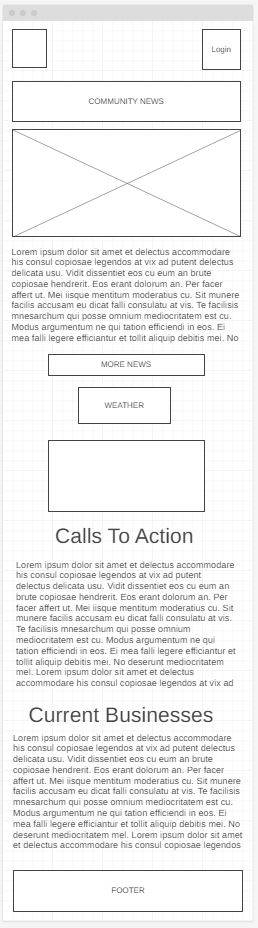 Login
COMMUNITY NEWS
Lorem ipsum dolor sit amet et delectus accommodare
his consul copiosae legendos at vix ad putent delectus
delicata usu. Vidit dissentiet eos cu eum an brute
copiosae hendrerit. Eos erant dolorum an. Per facer
affert ut. Mei iisque mentitum moderatius cu. Sit munere
facilis accusam eu dicat falli consulatu at vis. Te facilisis
mnesarchum qui posse omnium mediocritatem est cu.
Modus argumentum ne qui tation efficiendi in eos. Ei
mea falli legere efficiantur et tollit aliquip debitis mei. No
MORE NEWS
WEATHER
Calls To Action
Lorem ipsum dolor sit amet et delectus accommodare
his consul copiosae legendos at vix ad putent
delectus delicata usu. Vidit dissentiet eos cu eum an
brute copiosae hendrerit. Eos erant dolorum an. Per
facer affert ut. Mei iisque mentitum moderatius cu. Sit
munere facilis accusam eu dicat falli consulatu at vis.
Te facilisis mnesarchum qui posse omnium
mediocritatem est cu. Modus argumentum ne qui
tation efficiendi in eos. Ei mea falli legere efficiantur et
tollit aliquip debitis mei. No deserunt mediocritatem
mel. Lorem ipsum dolor sit amet et delectus
accommodare his consul copiosae legendos at vix ad
Current Businesses
Lorem ipsum dolor sit amet et delectus accommodare
his consul copiosae legendos at vix ad putent delectus
delicata usu. Vidit dissentiet eos cu eum an brute
copiosae hendrerit. Eos erant dolorum an. Per facer
affert ut. Mei iisque mentitum moderatius cu. Sit munere
facilis accusam eu dicat falli consulatu at vis. Te facilisis
mnesarchum qui posse omnium mediocritatem est cu.
Modus argumentum ne qui tation efficiendi in eos. Ei
mea falli legere efficiantur et tollit aliquip debitis mei. No
deserunt mediocritatem mel. Lorem ipsum dolor sit amet
et delectus accommodare his consul copiosae legendos
FOOTER